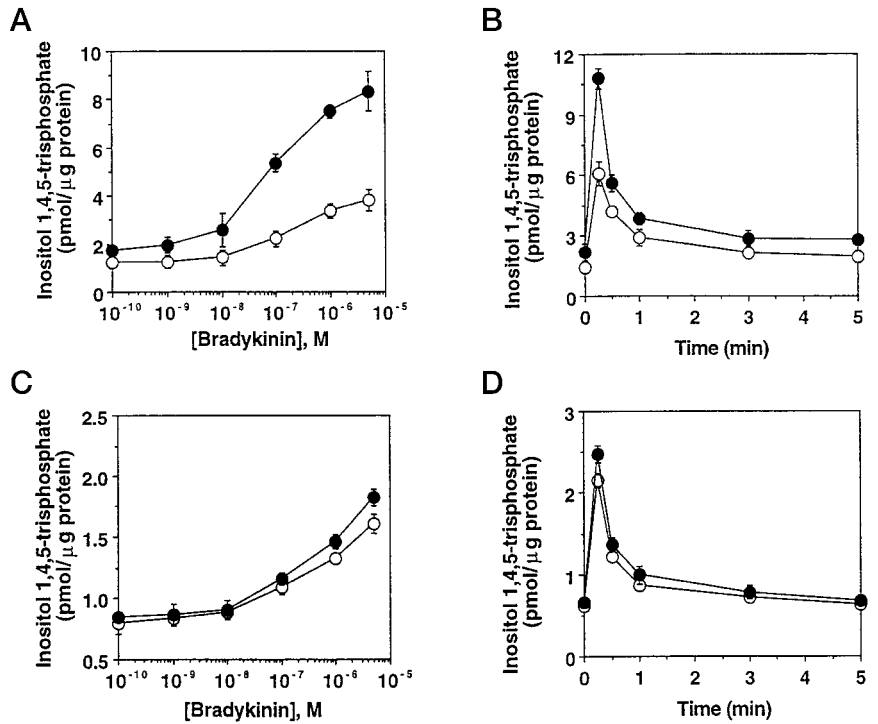 A
Inositol 1,4,5-trisphosphate
(pmol/µg protein)
10
8
6
4
2
0
10-10 10-9 10-8 10-7 10-6 10-5
[Bradykinin], M
B
Inositol 1,4,5-trisphosphate
(pmol/µg protein)
12
9
6
3
0
0 1 2 3 4 5
Time (min)
C
Inositol 1,4,5-trisphosphate
(pmol/µg protein)
2.5
2.0
1.5
1.0
0.5
10-10 10-9 10-8 10-7 10-6 10-5
[Bradykinin], M
D
Inositol 1,4,5-trisphosphate
(pmol/µg protein)
3
2
1
0
0 1 2 3 4 5
Time (min)